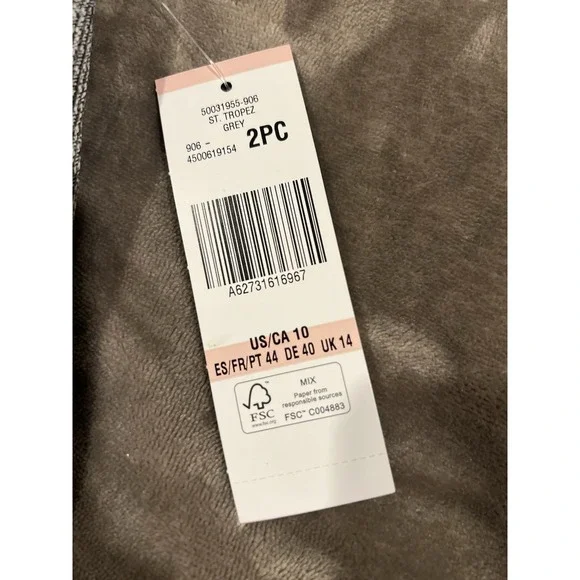 50031955-906
ST. TROPEZ
GREY
906 - 2PC
4500619154
A62731616967
US/CA 10
ES/FR/PT 44 DE 40 UK 14
MIX
Paper from
responsible sources
FSC™ C004883
FSC
www.fsc.org